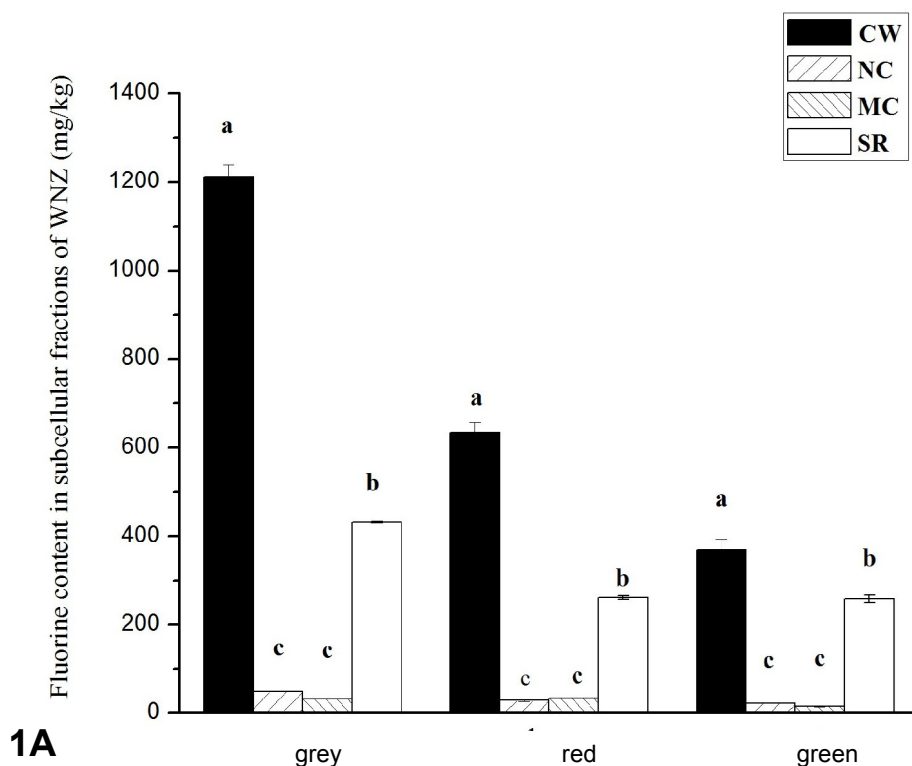 CW
NC
MC
SR
Fluorine content in subcellular fractions of WNZ (mg/kg)
1400
1200
1000
800
600
400
200
0
a
c
c
b
a
c
c
b
a
c
c
b
grey
red
green
1A